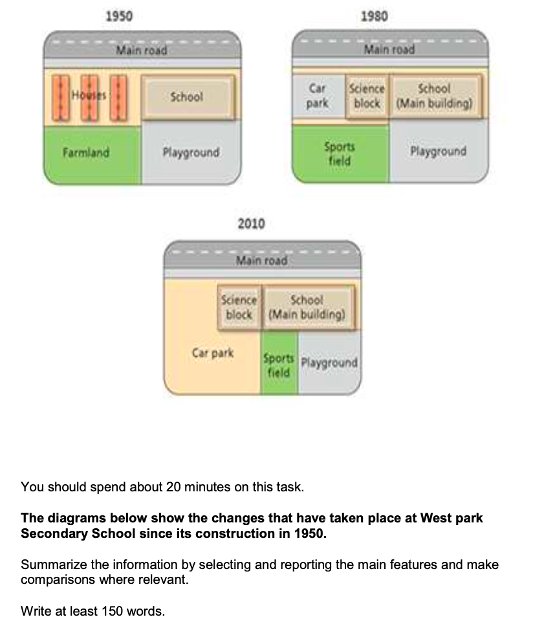 1950
1980
Main road
Main road
Houses
School
Car park
Science block
School (Main building)
Farmland
Playground
Sports field
Playground
2010
Main road
Science block
School (Main building)
Car park
Sports field
Playground
You should spend about 20 minutes on this task.
The diagrams below show the changes that have taken place at West park
Secondary School since its construction in 1950.
Summarize the information by selecting and reporting the main features and make
comparisons where relevant.
Write at least 150 words.